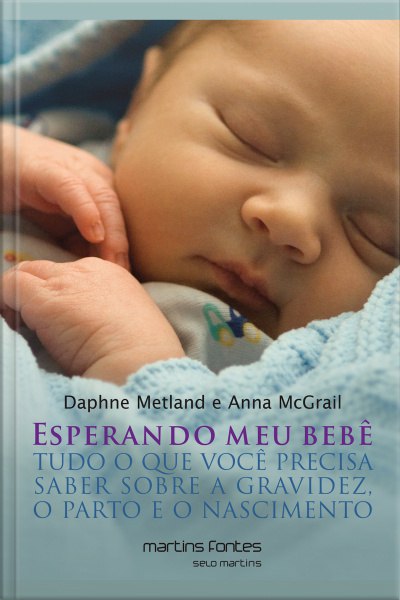 Daphne Metland e Anna McGrail
ESPERANDO MEU BEBÊ
TUDO O QUE VOCÊ PRECISA
SABER SOBRE A GRAVIDEZ,
O PARTO E O NASCIMENTO
martins fontes
selo martins